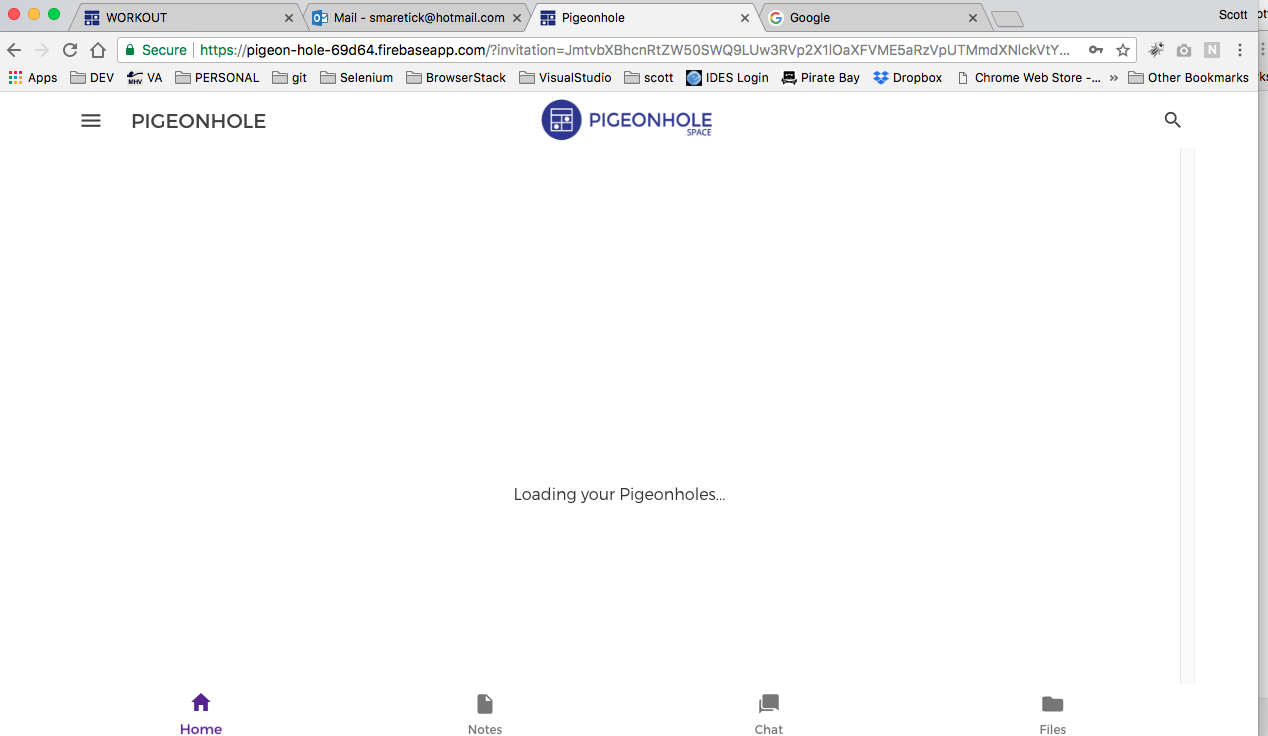 WORKOUT Mail - smaretick@hotmail.com Pigeonhole Google Scott
Secure https://pigeon-hole-69d64.firebaseapp.com/?invitation=JmtvbXBhcnRtZW50SWQ9LUw3RVp2X1lOaXFVME5aRzVpUTMmdXNlckVtY... N
Apps DEV VA PERSONAL git Selenium BrowserStack VisualStudio scott IDES Login Pirate Bay Dropbox Chrome Web Store -... » Other Bookmarks
PIGEONHOLE PIGEONHOLE
SPACE
Loading your Pigeonholes...
Home Notes Chat Files